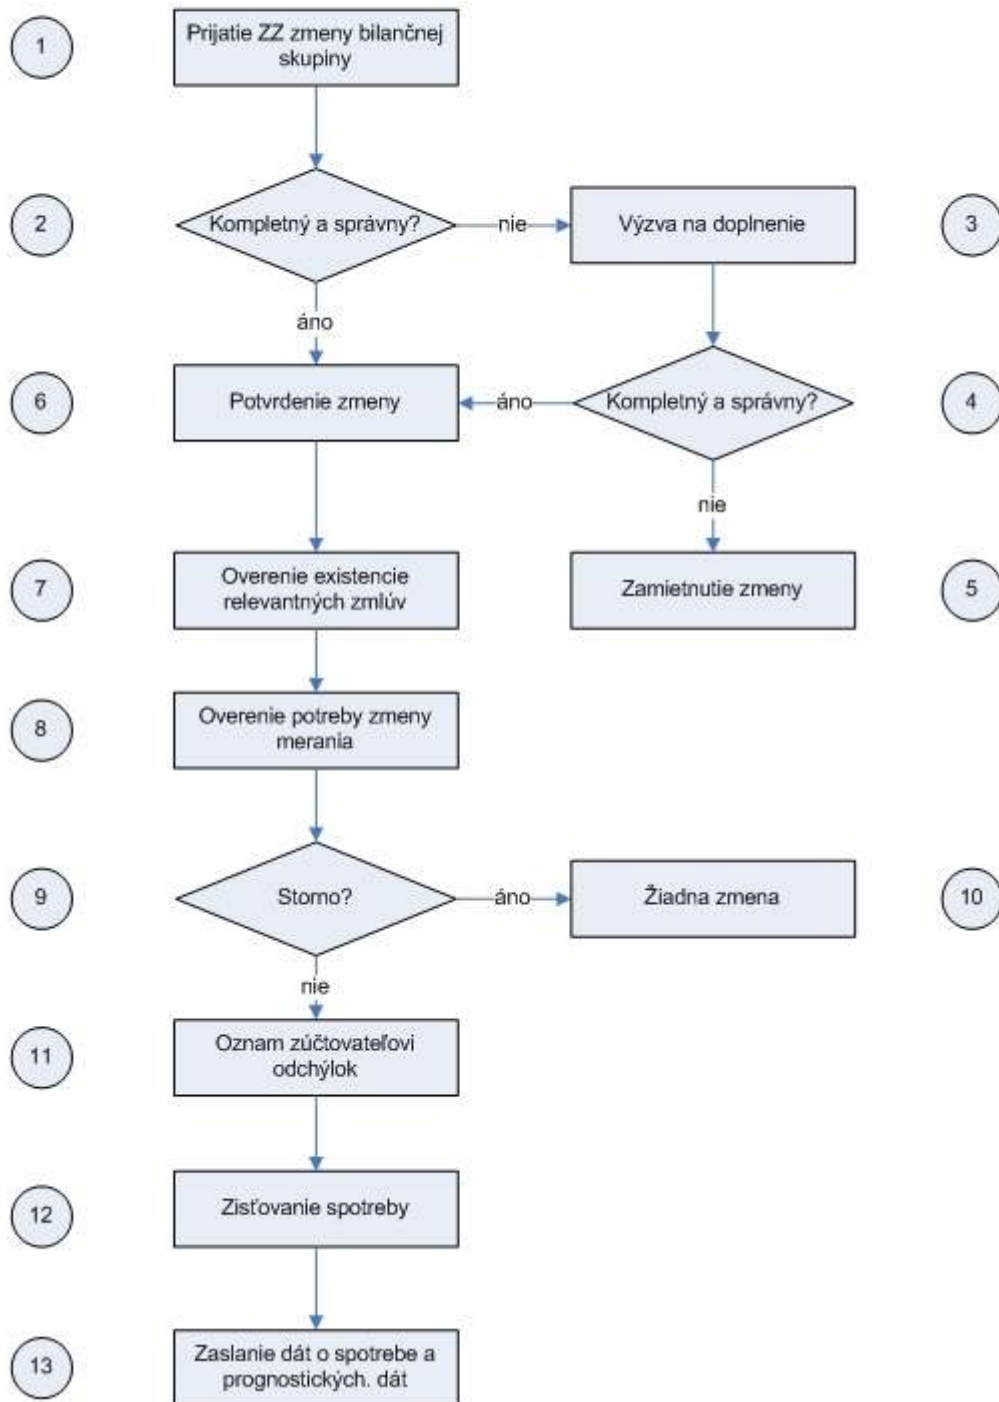 1
Prijatie ZZ zmeny bilančnej
skupiny
2
Kompletný a správny?
nie
Výzva na doplnenie
3
áno
6
Potvrdenie zmeny
áno
Kompletný a správny?
4
nie
7
Overenie existencie
relevantných zmlúv
Zamietnutie zmeny
5
8
Overenie potreby zmeny
merania
9
Storno?
áno
Žiadna zmena
10
nie
11
Oznam zúčtovateľovi
odchýlok
12
Zisťovanie spotreby
13
Zaslanie dát o spotrebe a
prognostických. dát